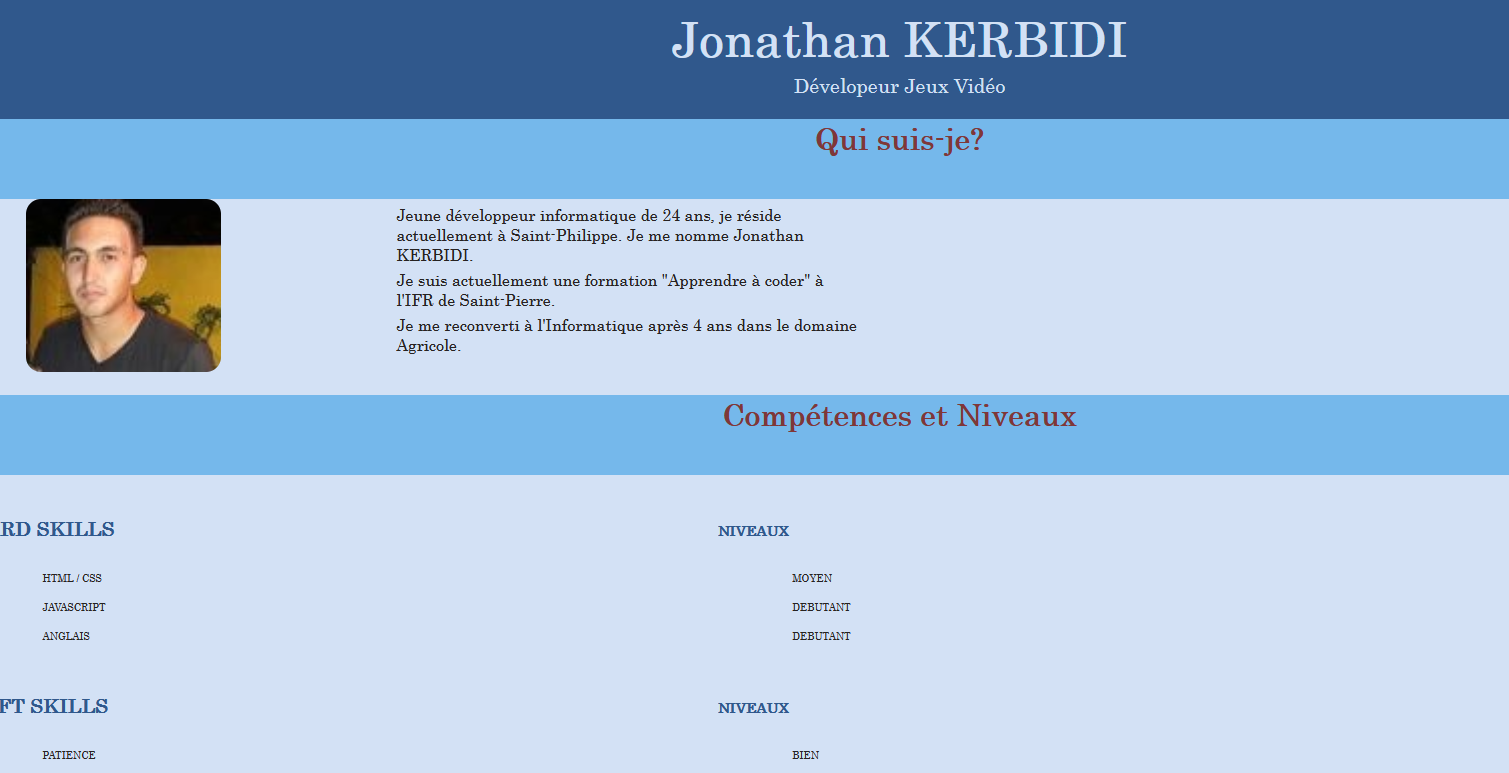 Jonathan KERBIDI
Dévelopeur Jeux Vidéo
Qui suis-je?
Jeune développeur informatique de 24 ans, je réside
actuellement à Saint-Philippe. Je me nomme Jonathan
KERBIDI.
Je suis actuellement une formation "Apprendre à coder" à
l'IFR de Saint-Pierre.
Je me reconverti à l'Informatique après 4 ans dans le domaine
Agricole.
Compétences et Niveaux
RD SKILLS
NIVEAUX
HTML / CSS
MOYEN
JAVASCRIPT
DEBUTANT
ANGLAIS
DEBUTANT
FT SKILLS
NIVEAUX
PATIENCE
BIEN